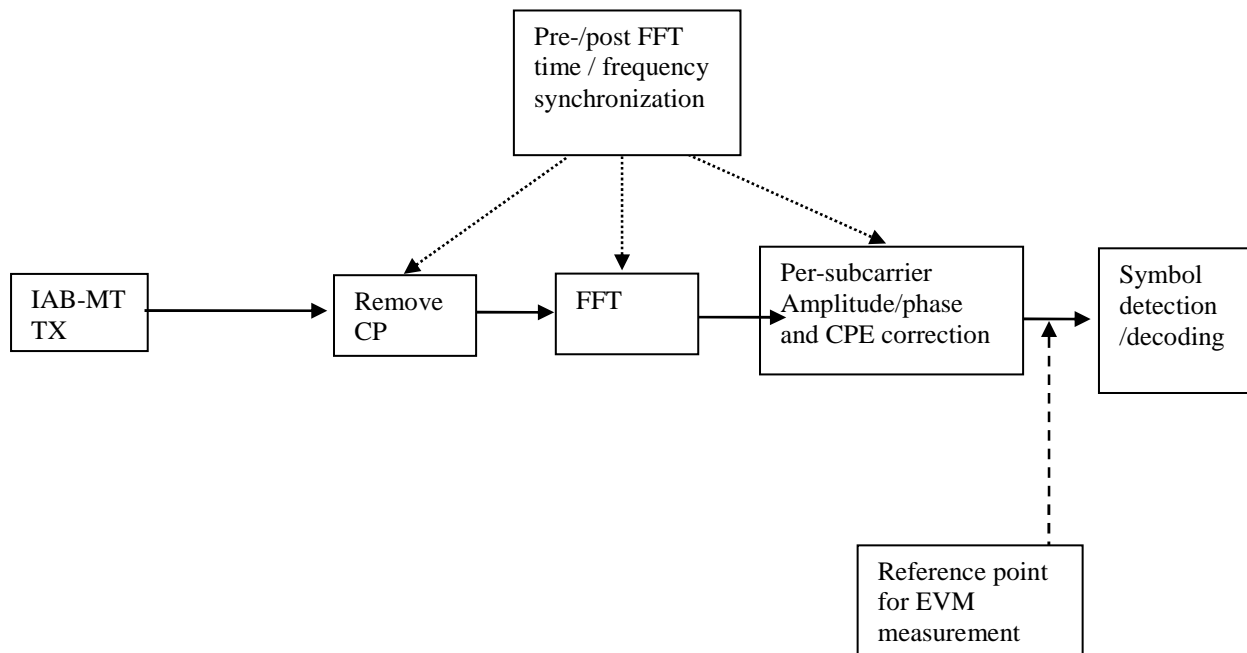 Pre-/post FFT
time / frequency
synchronization
IAB-MT
TX
Remove
CP
FFT
Per-subcarrier
Amplitude/phase
and CPE correction
Symbol
detection
/decoding
Reference point
for EVM
measurement